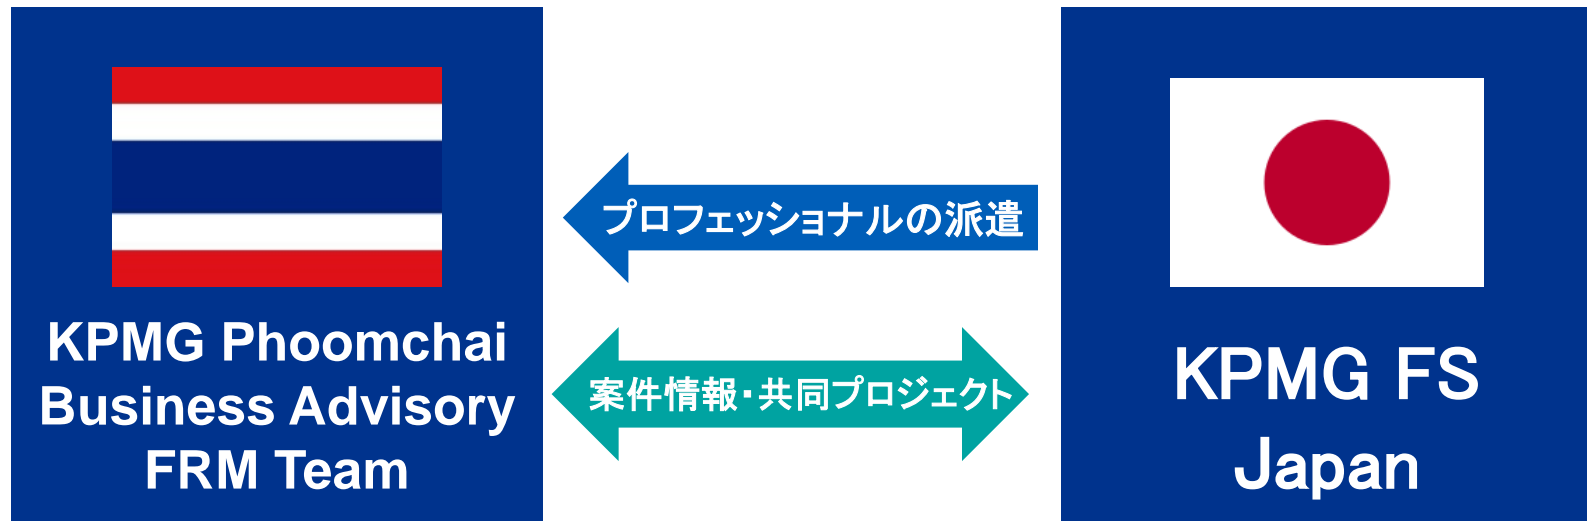 KPMG Phoomchai
Business Advisory
FRM Team
プロフェッショナルの派遣
案件情報・共同プロジェクト
KPMG FS
Japan